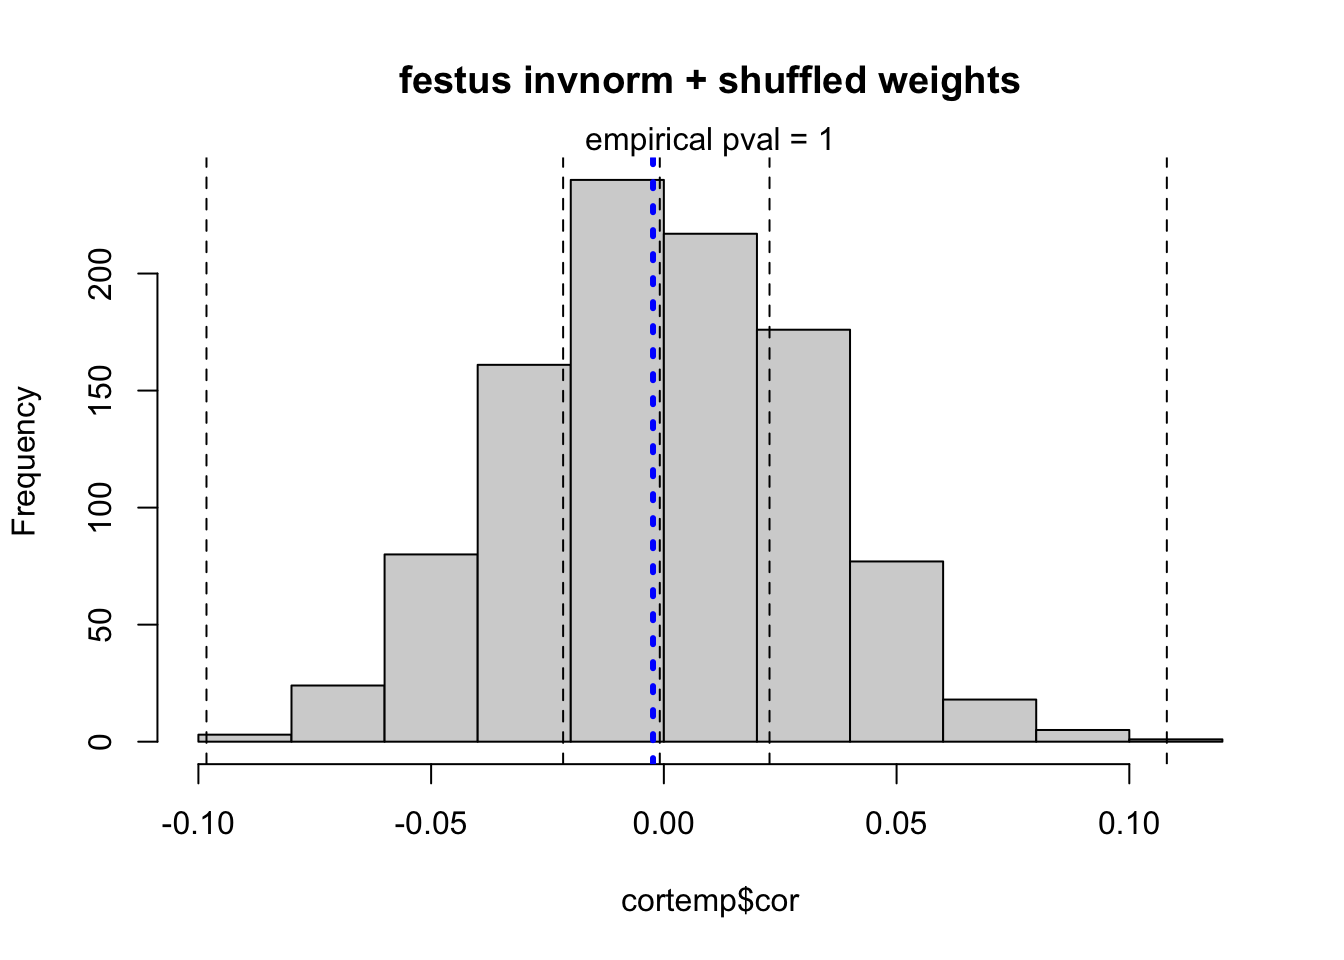 festus invnorm + shuffled weights
empirical pval = 1
Frequency
200
150
100
50
0
-0.10 -0.05 0.00 0.05 0.10
cortemp$cor